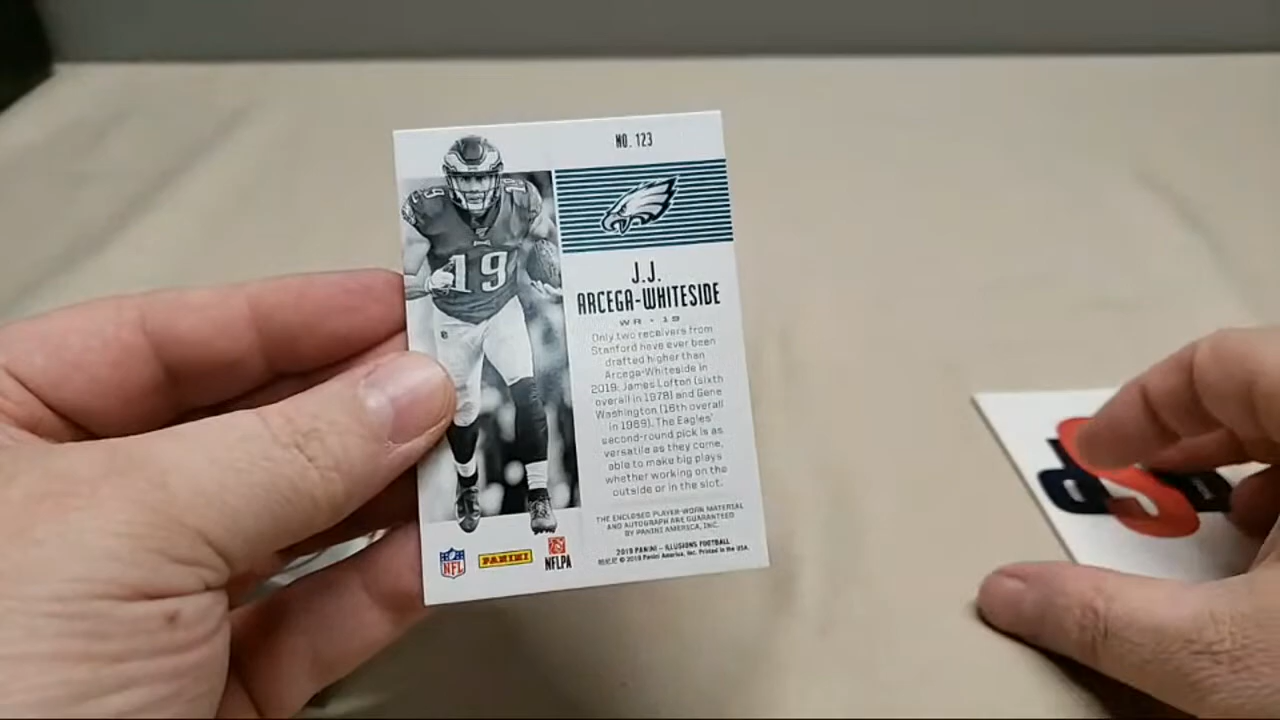 NO. 123
J.J.
ARCEGA-WHITESIDE
WR - 19
Only two receivers from
Stanford have ever been
drafted higher than
Arcega-Whiteside in
2019: James Lofton (sixth
overall in 1978) and Gene
Washington (16th overall
in 1969). The Eagles'
second-round pick is as
versatile as they come,
able to make big plays
whether working on the
outside or in the slot.
THE ENCLOSED PLAYER-WORN MATERIAL
AND AUTOGRAPH ARE GUARANTEED
BY PANINI AMERICA, INC.
2019 PANINI – ILLUSIONS FOOTBALL
© 2019 Panini America, Inc. Printed in the USA.
NFL
PANINI
NFLPA
19
19
19